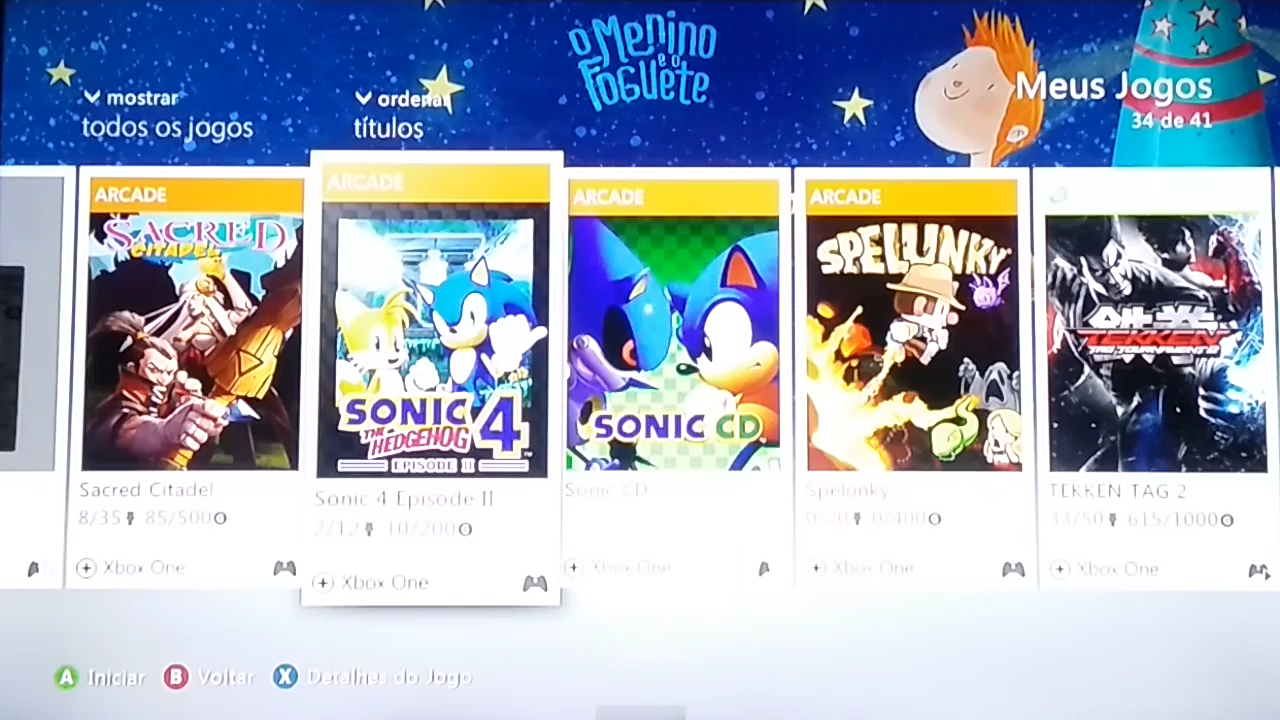 O Menino
e o
Foguete
mostrar
todos os jogos
ordenar
títulos
Meus Jogos
34 de 41
ARCADE
SACRED
CITADEL
Sacred Citadel
8/35 85/500
Xbox One
ARCADE
SONIC
THE
HEDGEHOG
4
EPISODE II
Sonic 4 Episode II
2/12 10/200
Xbox One
ARCADE
SONIC CD
Sonic CD
Xbox One
ARCADE
SPELUNKY
Spelunky
0/20 0/400
Xbox One
TEKKEN
TAG TOURNAMENT 2
TEKKEN TAG 2
33/50 615/1000
Xbox One
A Iniciar B Voltar X Detalhes do Jogo